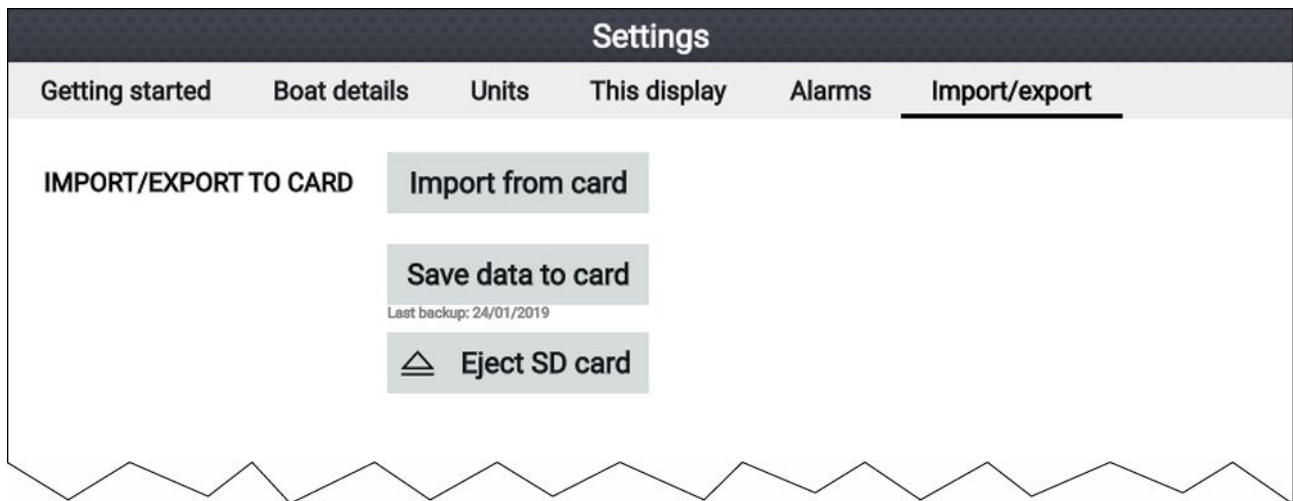 Settings
Getting started Boat details Units This display Alarms Import/export
IMPORT/EXPORT TO CARD Import from card
Save data to card
Last backup: 24/01/2019
Eject SD card